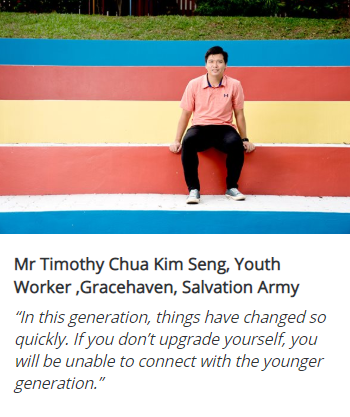 Mr Timothy Chua Kim Seng, Youth
Worker ,Gracehaven, Salvation Army
“In this generation, things have changed so
quickly. If you don’t upgrade yourself, you
will be unable to connect with the younger
generation.”